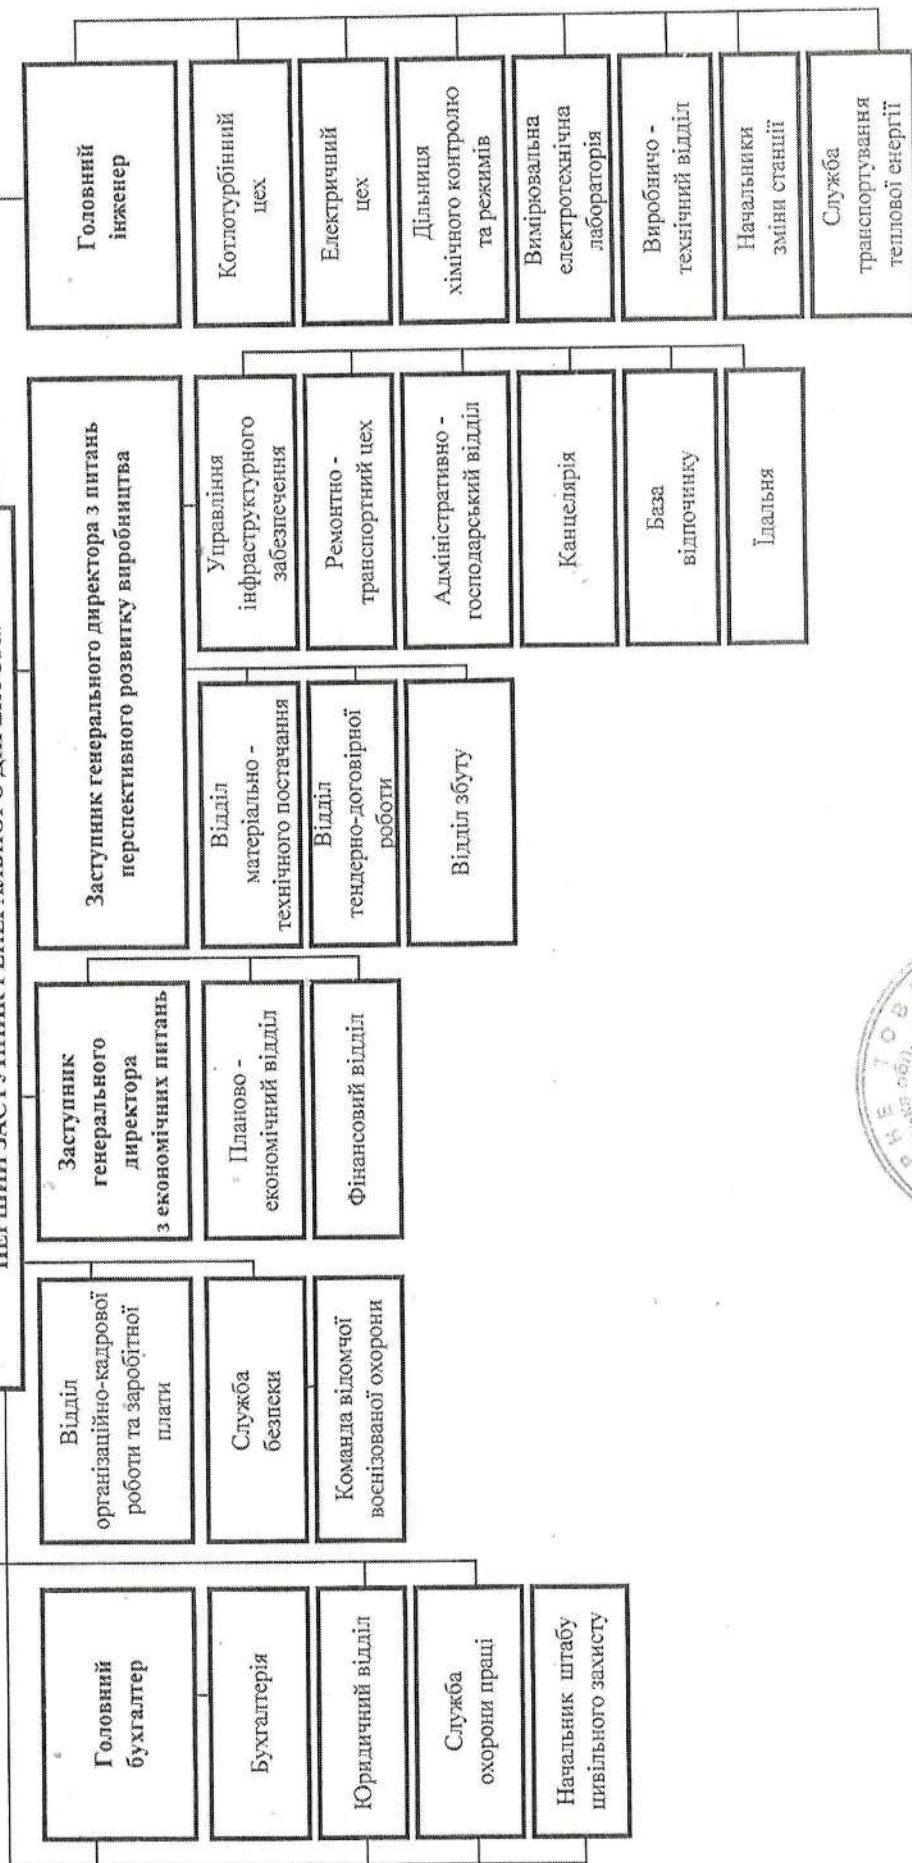 ПЕРШИЙ ЗАСТУПНИК ГЕНЕРАЛЬНОГО ДИРЕКТОРА
Головний
бухгалтер
Бухгалтерія
Юридичний відділ
Служба
охорони праці
Начальник штабу
цивільного захисту
Відділ
організаційно-кадрової
роботи та заробітної
плати
Служба
безпеки
Команда відомчої
воєнізованої охорони
Заступник
генерального
директора
з економічних питань
Планово -
економічний відділ
Фінансовий відділ
Заступник генерального директора з питань
перспективного розвитку виробництва
Відділ
матеріально -
технічного постачання
Відділ
тендерно-договірної
роботи
Відділ збуту
Управління
інфраструктурного
забезпечення
Ремонтно -
транспортний цех
Адміністративно -
господарський відділ
Канцелярія
База
відпочинку
Їдальня
Головний
інженер
Котлотурбінний
цех
Електричний
цех
Дільниця
хімічного контролю
та режимів
Вимірювальна
електротехнічна
лабораторія
Виробничо -
технічний відділ
Начальники
зміни станції
Служба
транспортування
теплової енергії